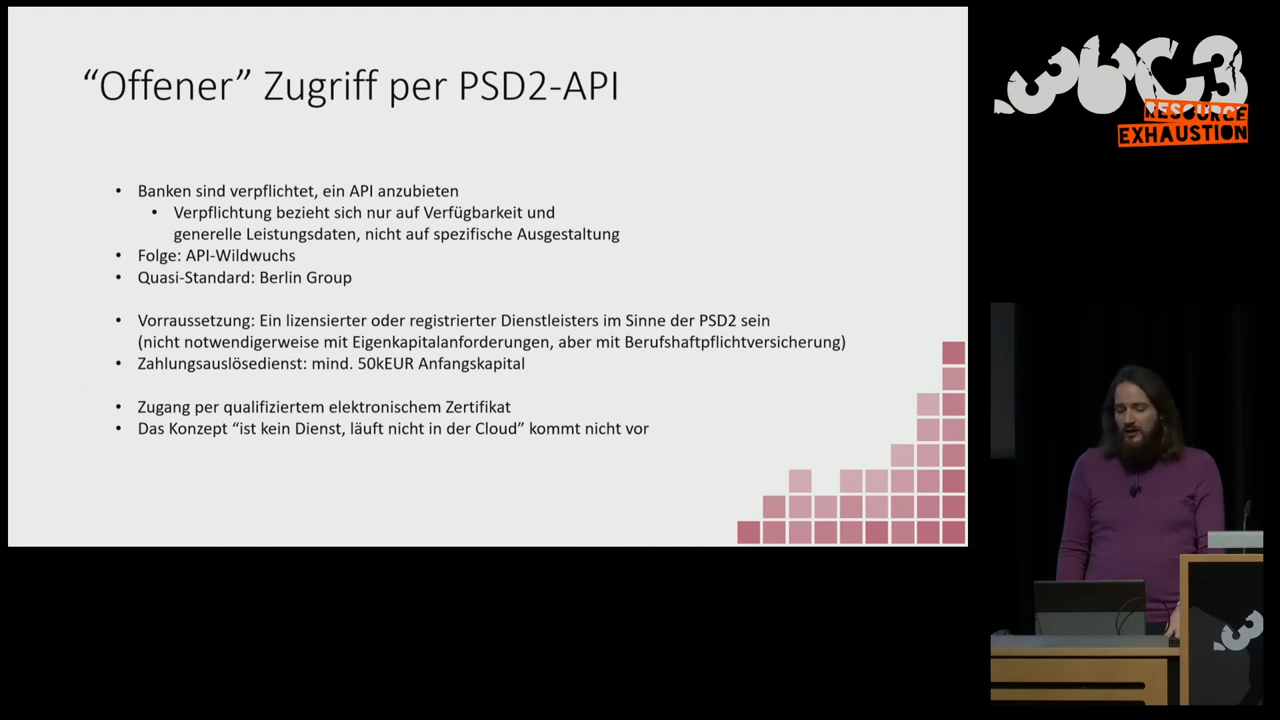 “Offener” Zugriff per PSD2-API
• Banken sind verpflichtet, ein API anzubieten
• Verpflichtung bezieht sich nur auf Verfügbarkeit und
generelle Leistungsdaten, nicht auf spezifische Ausgestaltung
• Folge: API-Wildwuchs
• Quasi-Standard: Berlin Group
• Vorraussetzung: Ein lizensierter oder registrierter Dienstleisters im Sinne der PSD2 sein
(nicht notwendigerweise mit Eigenkapitalanforderungen, aber mit Berufshaftpflichtversicherung)
• Zahlungsauslösedienst: mind. 50kEUR Anfangskapital
• Zugang per qualifiziertem elektronischem Zertifikat
• Das Konzept “ist kein Dienst, läuft nicht in der Cloud” kommt nicht vor
36C3
RESOURCE
EXHAUSTION
3